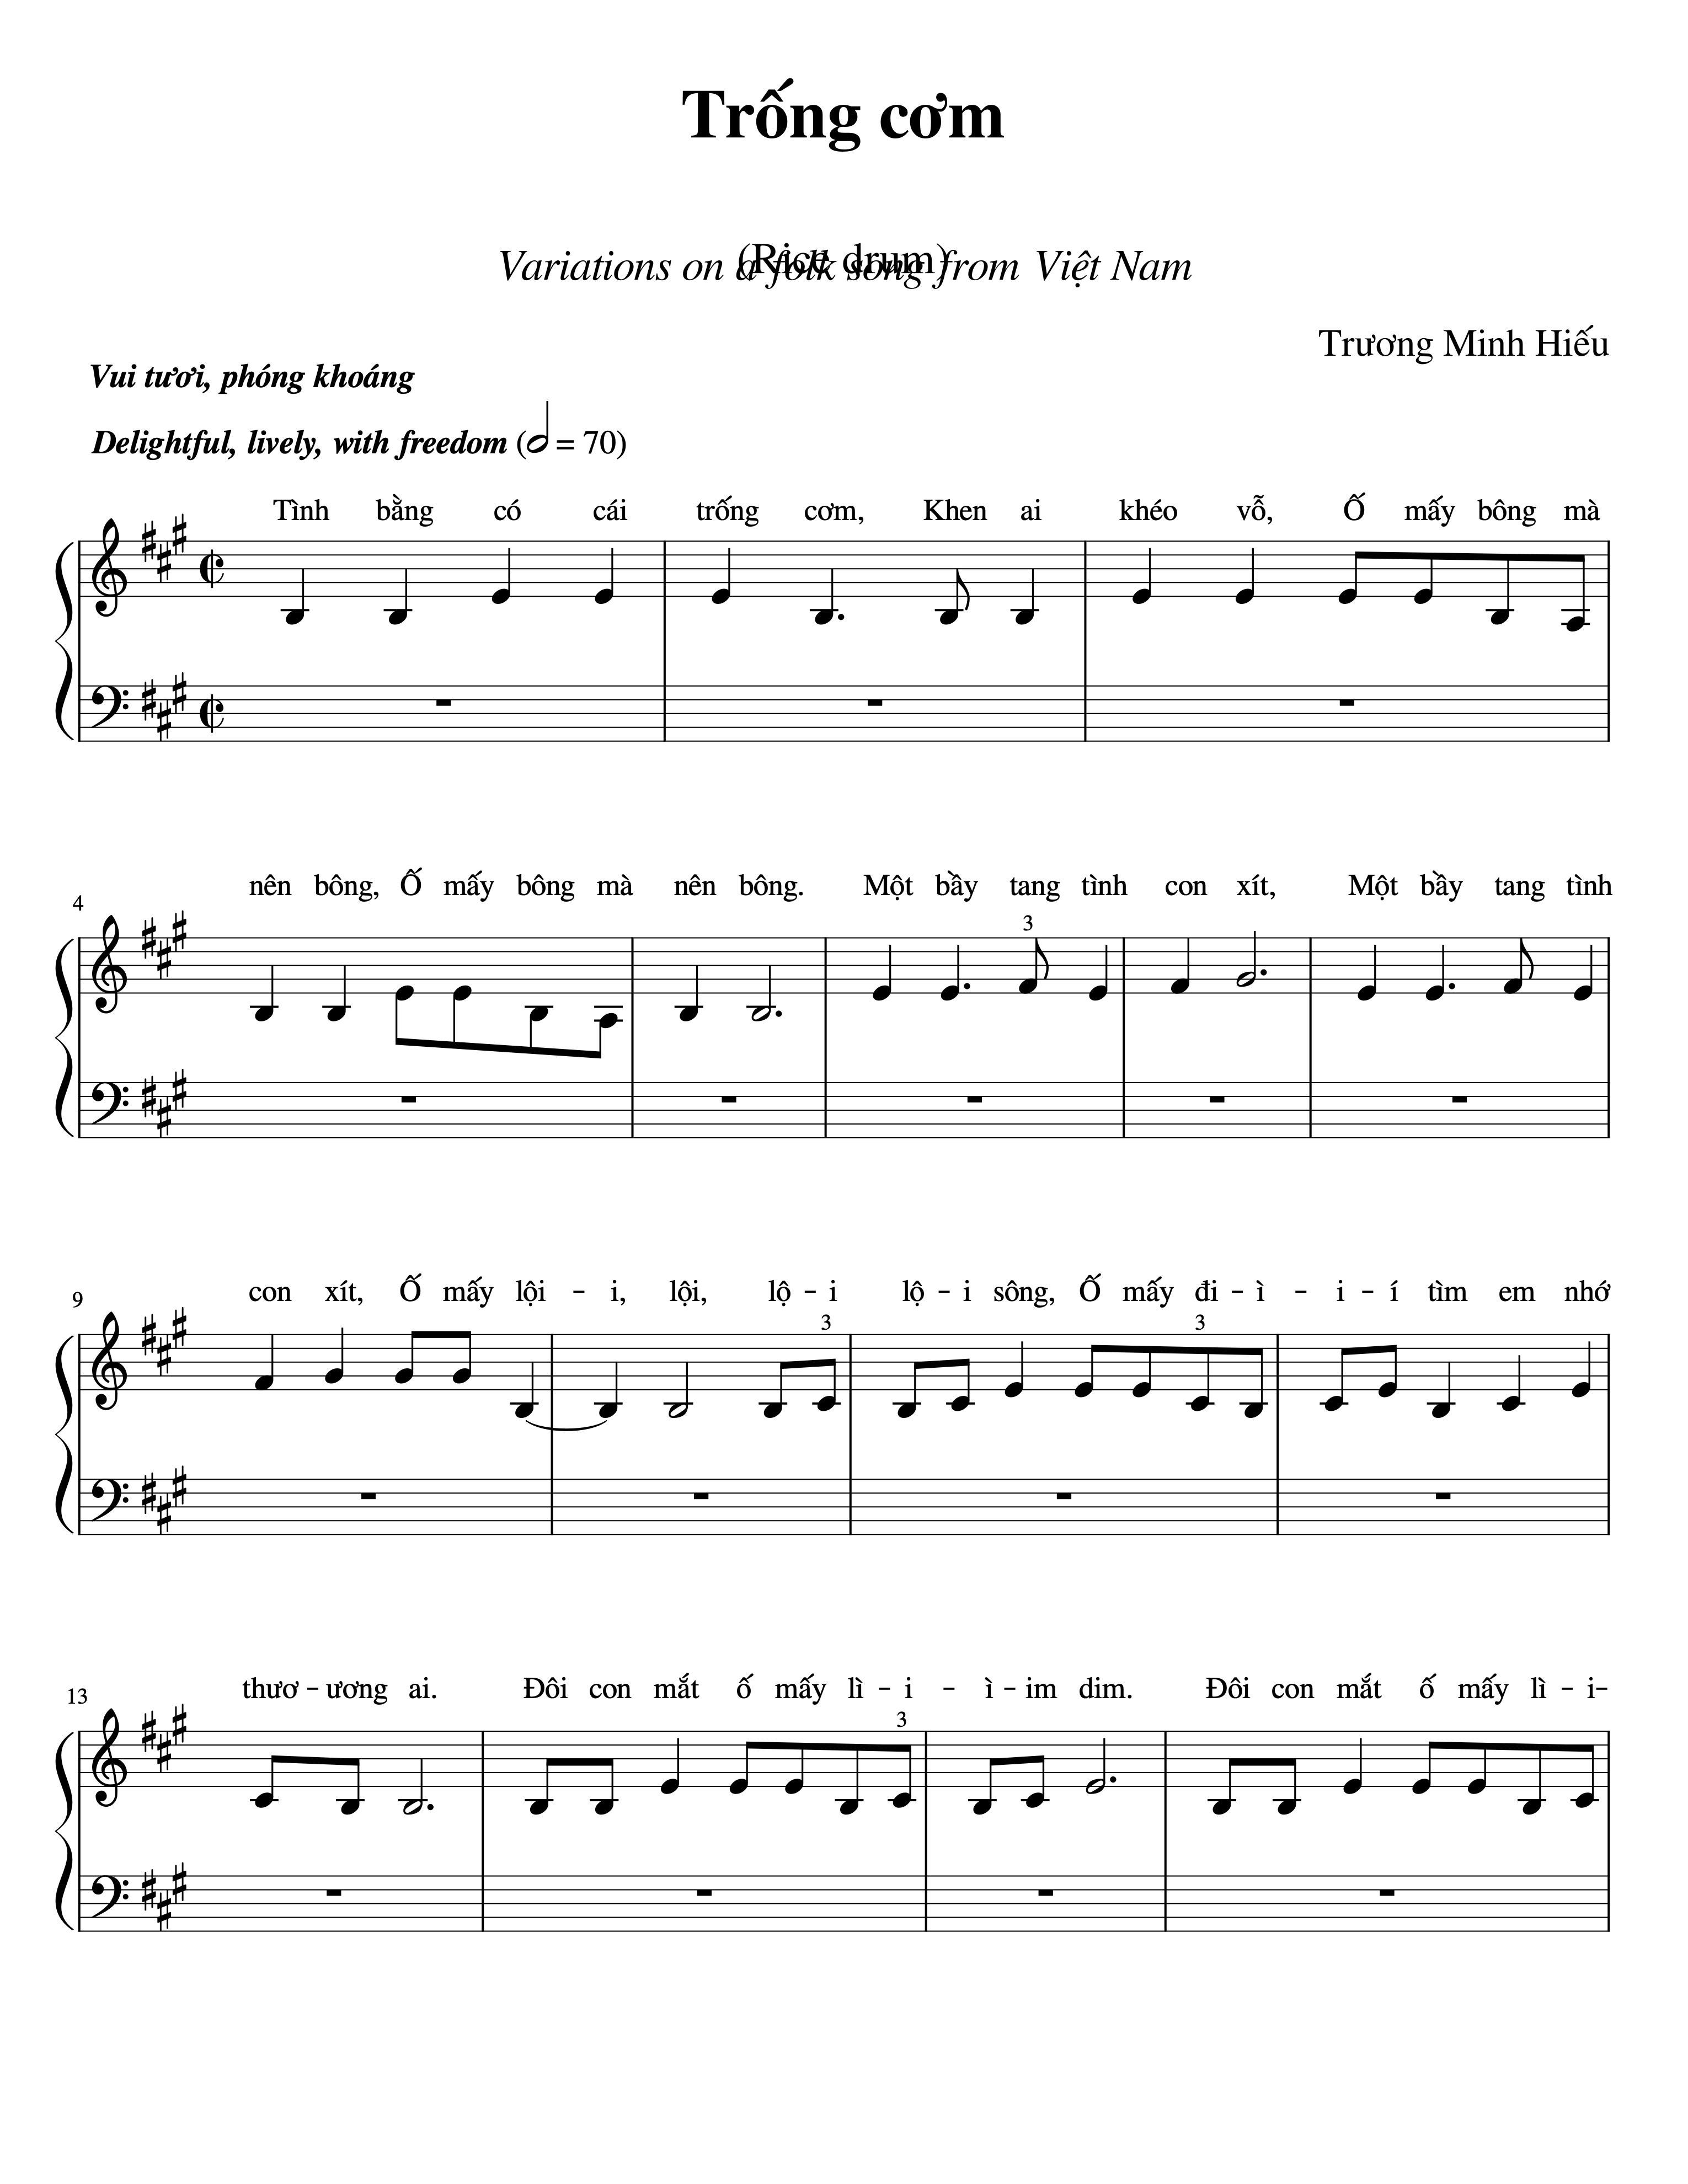 Trống cơm
(Rice drum)
Variations on a folk song from Việt Nam
Trương Minh Hiếu
Vui tươi, phóng khoáng
Delightful, lively, with freedom (𝅗𝅥 = 70)
Tình bằng có cái trống cơm, Khen ai khéo vỗ, Ố mấy bông mà
4
nên bông, Ố mấy bông mà nên bông. Một bầy tang tình con xít, Một bầy tang tình
3
9
con xít, Ố mấy lội - i, lội, lộ - i lộ - i sông, Ố mấy đi - ì - i - í tìm em nhớ
3 3
13
thươ - ương ai. Đôi con mắt ố mấy lì - i - ì - im dim. Đôi con mắt ố mấy lì - i -
3